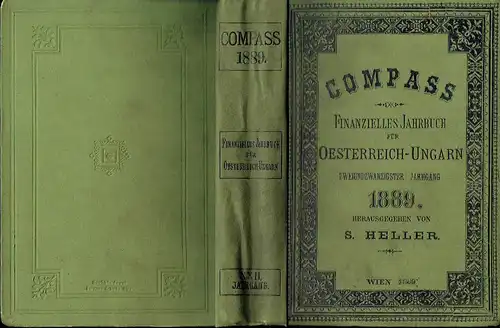 COMPASS
1889.
FINANZIELLES JAHRBUCH
FÜR
OESTERREICH-UNGARN
XXII.
JAHRGANG.
COMPASS
FINANZIELLES JAHRBUCH
FÜR
OESTERREICH-UNGARN
ZWEIUNDZWANZIGSTER JAHRGANG
1889.
HERAUSGEGEBEN VON
S. HELLER.
WIEN 1889